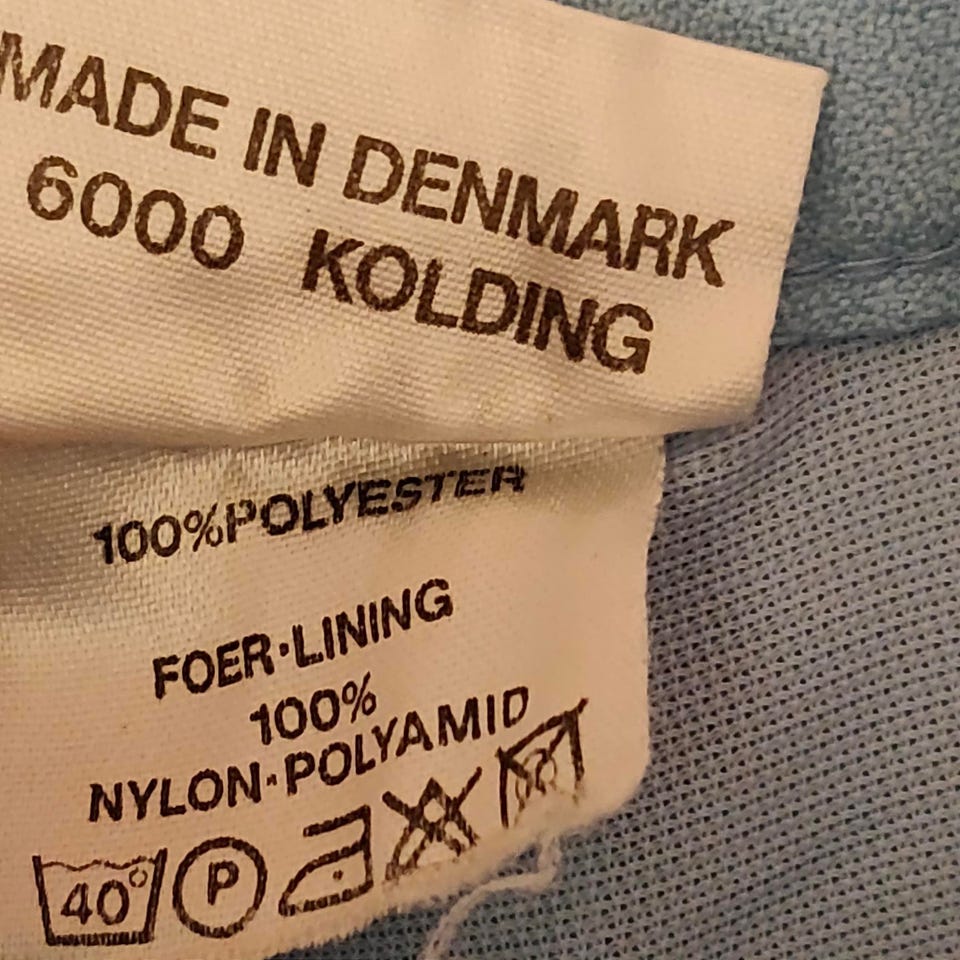 MADE IN DENMARK
6000 KOLDING
100%POLYESTER
FOER·LINING
100%
NYLON·POLYAMID
40° P